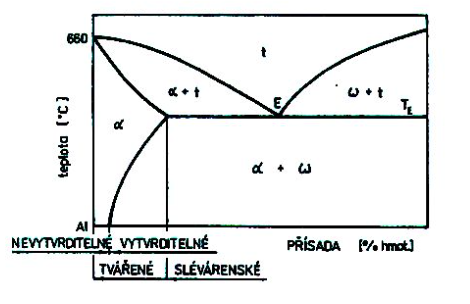 660
t
α + t
E
ω + t
T_E
α
teplota [°C]
α + ω
Al
NEVYTVRDITELNÉ VYTVRDITELNÉ
PŘÍSADA [% hmot.]
TVÁŘENÉ SLÉVÁRENSKÉ